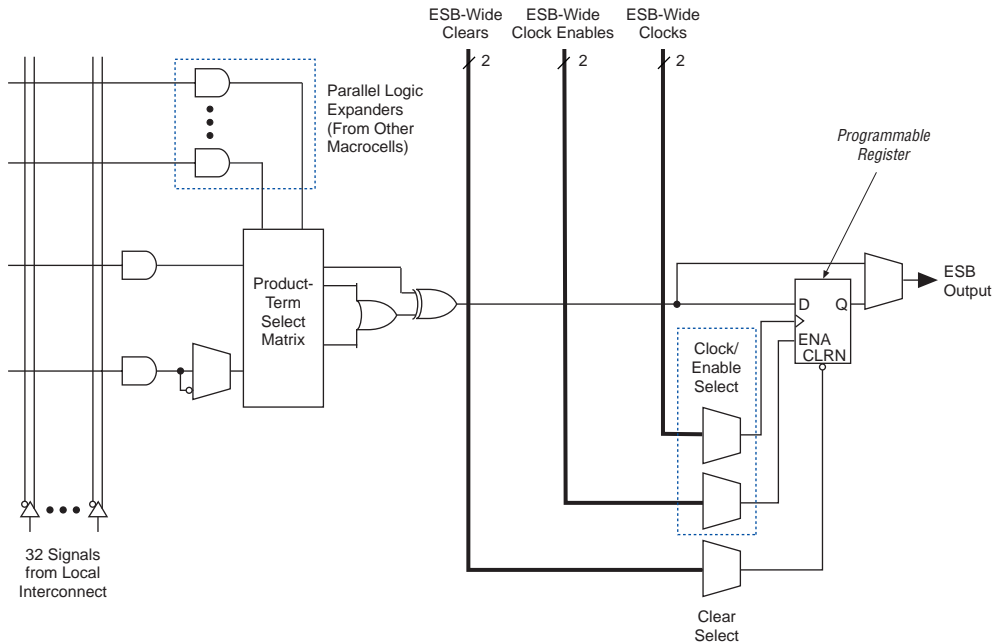 ESB-Wide
Clears
ESB-Wide
Clock Enables
ESB-Wide
Clocks
2
2
2
Parallel Logic
Expanders
(From Other
Macrocells)
Programmable
Register
Product-
Term
Select
Matrix
ESB
Output
D
Q
ENA
CLRN
Clock/
Enable
Select
32 Signals
from Local
Interconnect
Clear
Select